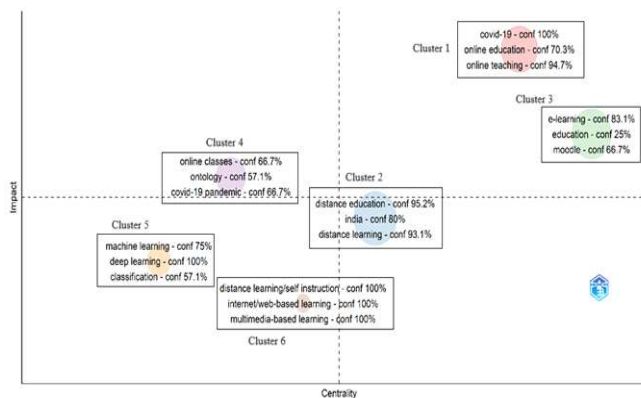 Cluster 1
covid-19 - conf 100%
online education - conf 70.3%
online teaching - conf 94.7%
Cluster 3
e-learning - conf 83.1%
education - conf 25%
moodle - conf 66.7%
Cluster 4
online classes - conf 66.7%
ontology - conf 57.1%
covid-19 pandemic - conf 66.7%
Cluster 2
distance education - conf 95.2%
india - conf 80%
distance learning - conf 93.1%
Cluster 5
machine learning - conf 75%
deep learning - conf 100%
classification - conf 57.1%
distance learning/self instruction - conf 100%
internet/web-based learning - conf 100%
multimedia-based learning - conf 100%
Cluster 6
Impact
Centrality